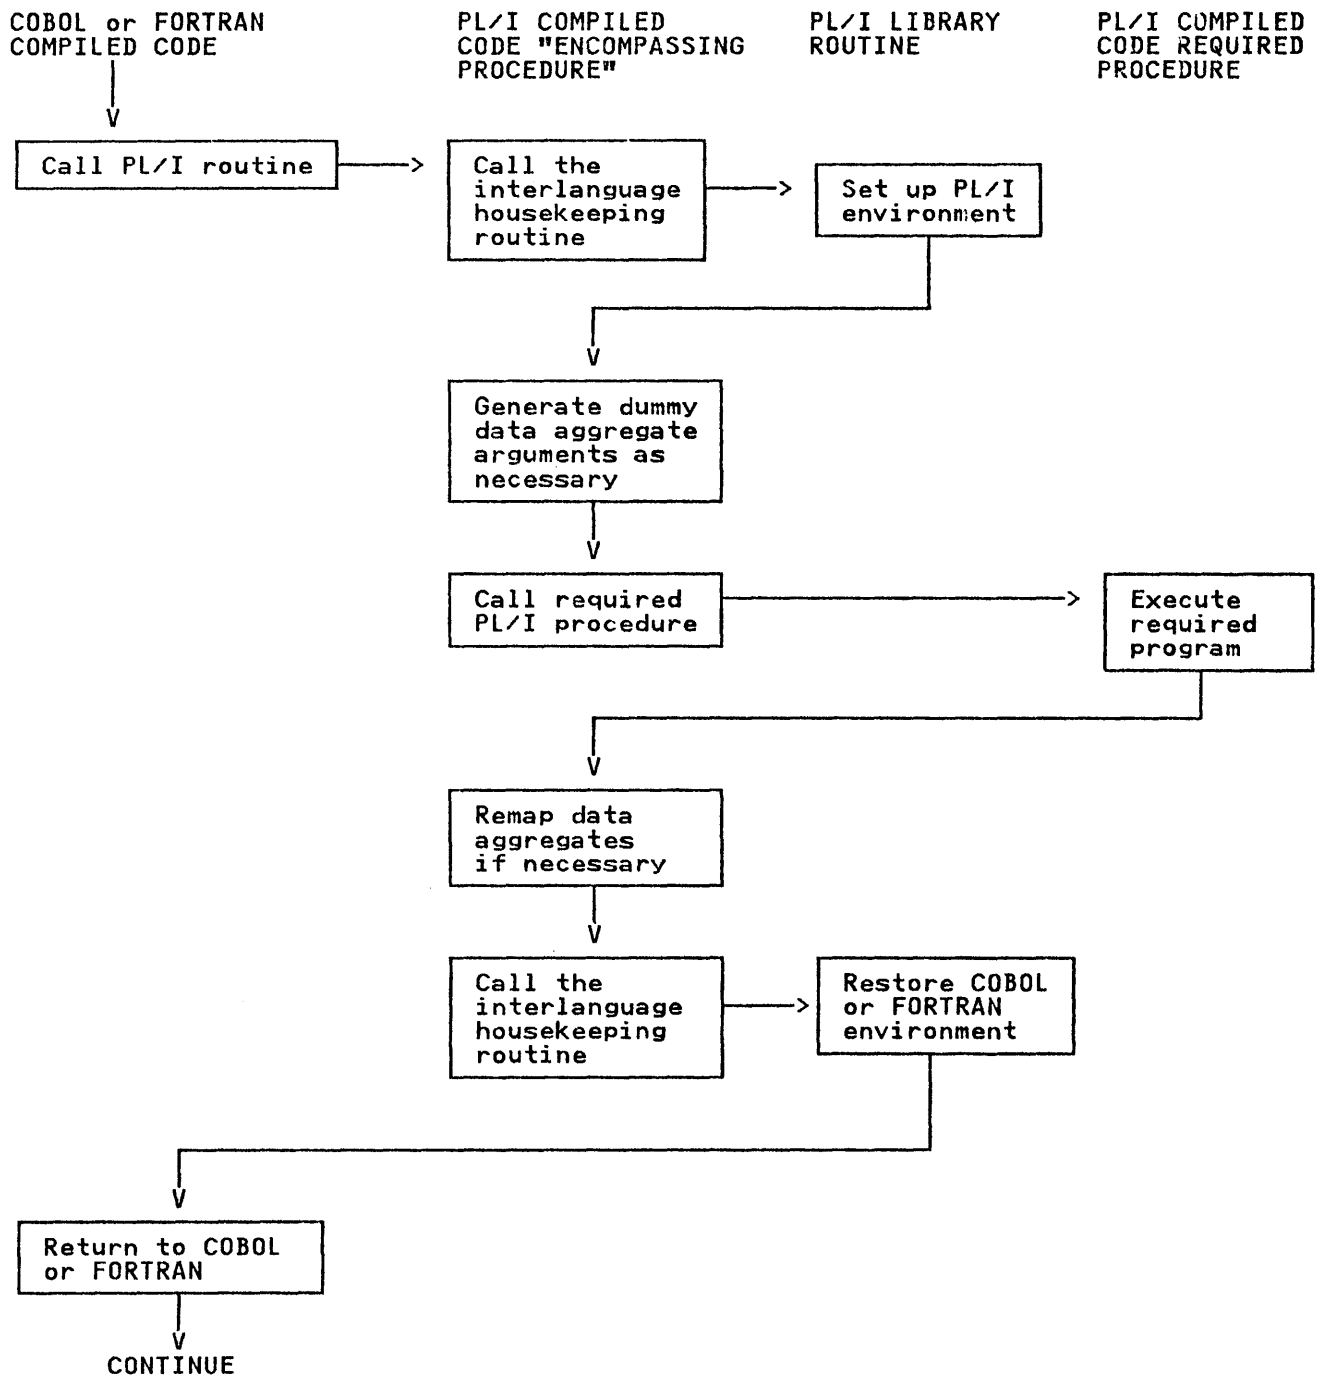 COBOL or FORTRAN
COMPILED CODE
PL/I COMPILED
CODE "ENCOMPASSING
PROCEDURE"
PL/I LIBRARY
ROUTINE
PL/I COMPILED
CODE REQUIRED
PROCEDURE
Call PL/I routine
Call the
interlanguage
housekeeping
routine
Set up PL/I
environment
Generate dummy
data aggregate
arguments as
necessary
Call required
PL/I procedure
Execute
required
program
Remap data
aggregates
if necessary
Call the
interlanguage
housekeeping
routine
Restore COBOL
or FORTRAN
environment
Return to COBOL
or FORTRAN
CONTINUE